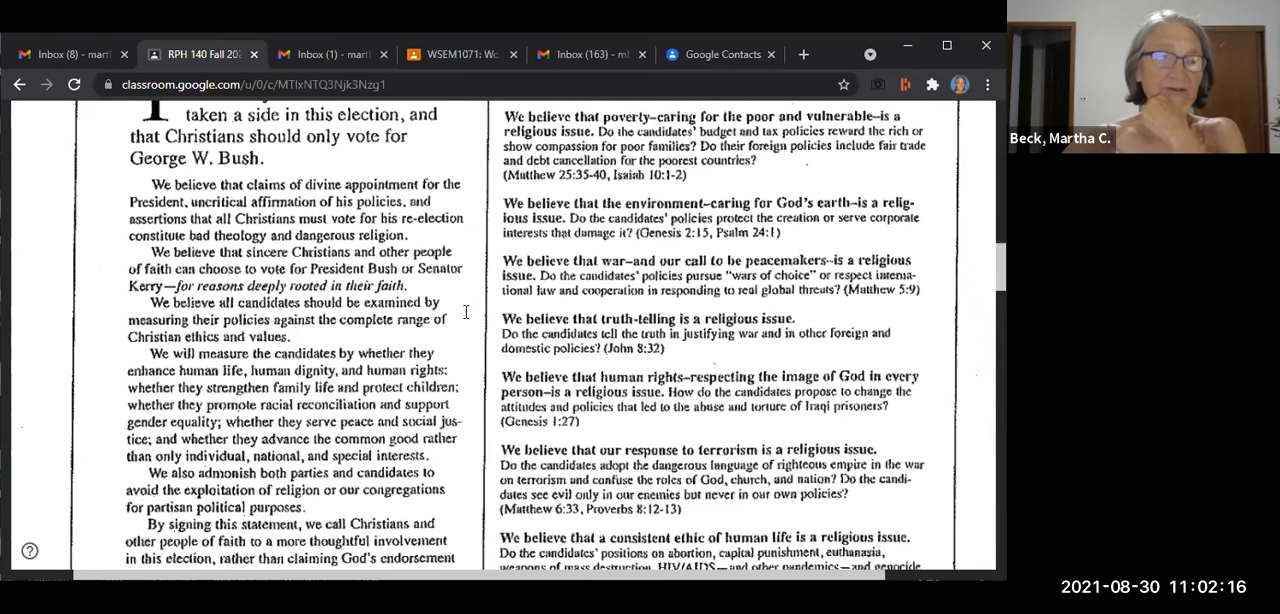 Inbox (8) - mart
RPH 140 Fall 202
Inbox (1) - mart
WSEM1071: Wo
Inbox (163) - ml
Google Contacts
classroom.google.com/u/0/c/MTIxNTQ3Njk3Nzg1
taken a side in this election, and
that Christians should only vote for
George W. Bush.
We believe that claims of divine appointment for the
President, uncritical affirmation of his policies, and
assertions that all Christians must vote for his re-election
constitute bad theology and dangerous religion.
We believe that sincere Christians and other people
of faith can choose to vote for President Bush or Senator
Kerry—for reasons deeply rooted in their faith.
We believe all candidates should be examined by
measuring their policies against the complete range of
Christian ethics and values.
We will measure the candidates by whether they
enhance human life, human dignity, and human rights;
whether they strengthen family life and protect children;
whether they promote racial reconciliation and support
gender equality; whether they serve peace and social jus-
tice; and whether they advance the common good rather
than only individual, national, and special interests.
We also admonish both parties and candidates to
avoid the exploitation of religion or our congregations
for partisan political purposes.
By signing this statement, we call Christians and
other people of faith to a more thoughtful involvement
in this election, rather than claiming God's endorsement
We believe that poverty–caring for the poor and vulnerable–is a
religious issue. Do the candidates' budget and tax policies reward the rich or
show compassion for poor families? Do their foreign policies include fair trade
and debt cancellation for the poorest countries?
(Matthew 25:35-40, Isaiah 10:1-2)
We believe that the environment–caring for God's earth–is a relig-
ious issue. Do the candidates' policies protect the creation or serve corporate
interests that damage it? (Genesis 2:15, Psalm 24:1)
We believe that war–and our call to be peacemakers–is a religious
issue. Do the candidates' policies pursue "wars of choice" or respect interna-
tional law and cooperation in responding to real global threats? (Matthew 5:9)
We believe that truth-telling is a religious issue.
Do the candidates tell the truth in justifying war and in other foreign and
domestic policies? (John 8:32)
We believe that human rights–respecting the image of God in every
person–is a religious issue. How do the candidates propose to change the
attitudes and policies that led to the abuse and torture of Iraqi prisoners?
(Genesis 1:27)
We believe that our response to terrorism is a religious issue.
Do the candidates adopt the dangerous language of righteous empire in the war
on terrorism and confuse the roles of God, church, and nation? Do the candi-
dates see evil only in our enemies but never in our own policies?
(Matthew 6:33, Proverbs 8:12-13)
We believe that a consistent ethic of human life is a religious issue.
Do the candidates' positions on abortion, capital punishment, euthanasia,
weapons of mass destruction, HIV/AIDS—and other pandemics—and genocide
Beck, Martha C.
2021-08-30 11:02:16